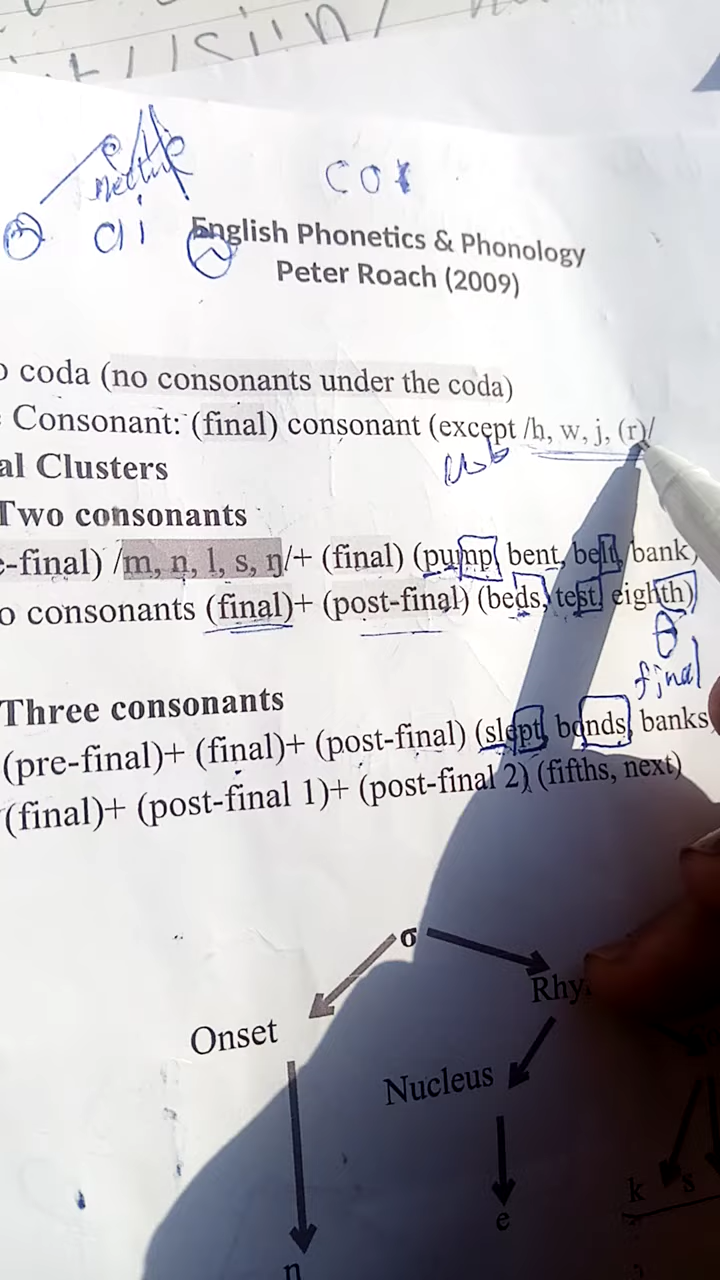 COX
ai
English Phonetics & Phonology
Peter Roach (2009)
coda (no consonants under the coda)
Consonant: (final) consonant (except /h, w, j, (r)/
al Clusters
Two consonants
-final) /m, n, l, s, ŋ/+ (final) (pump, bent, belt, bank,
o consonants (final)+ (post-final) (beds, test, eighth)
θ
final
Three consonants
(pre-final)+ (final)+ (post-final) (slept, bonds, banks,
(final)+ (post-final 1)+ (post-final 2) (fifths, next)
σ
Rhy
Onset
Nucleus
k s
e
n